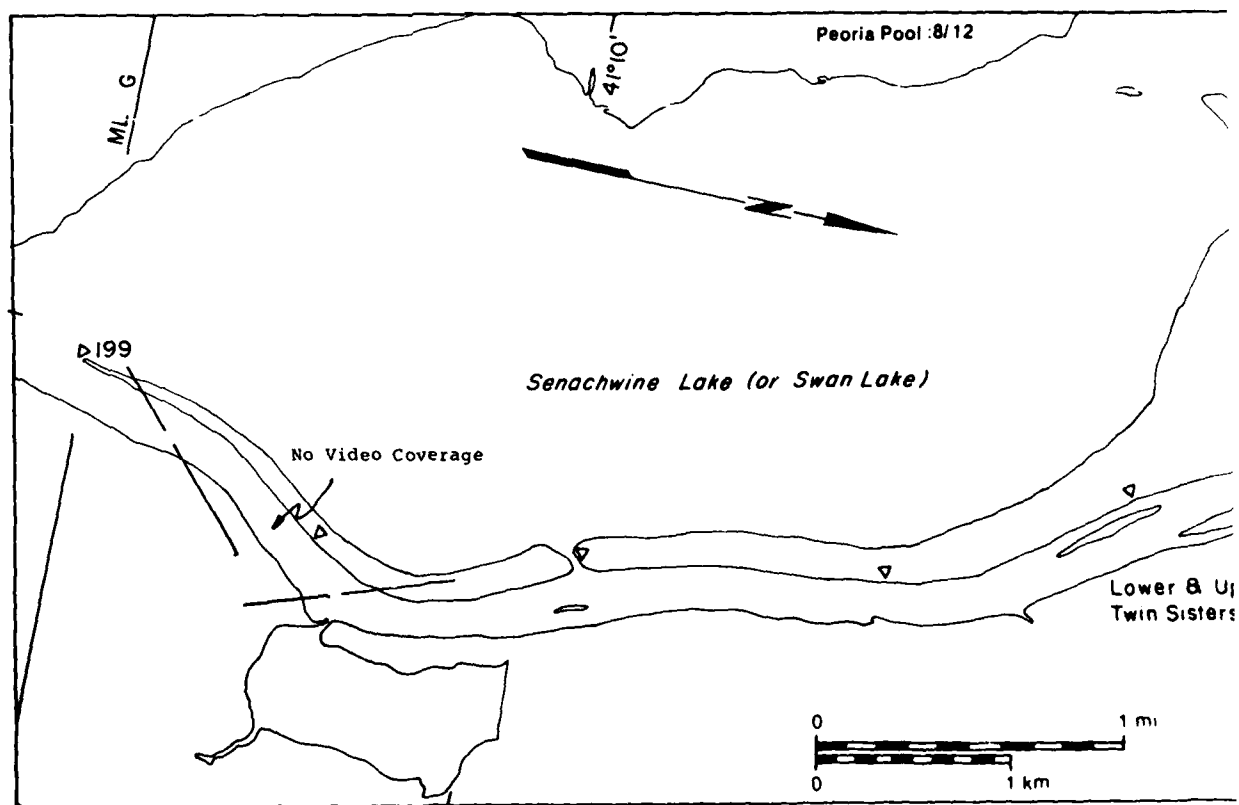 Peoria Pool :8/12
41°10'
ML. G
N
199
Senachwine Lake (or Swan Lake)
No Video Coverage
Lower &
Twin Sisters
0 1 mi
0 1 km